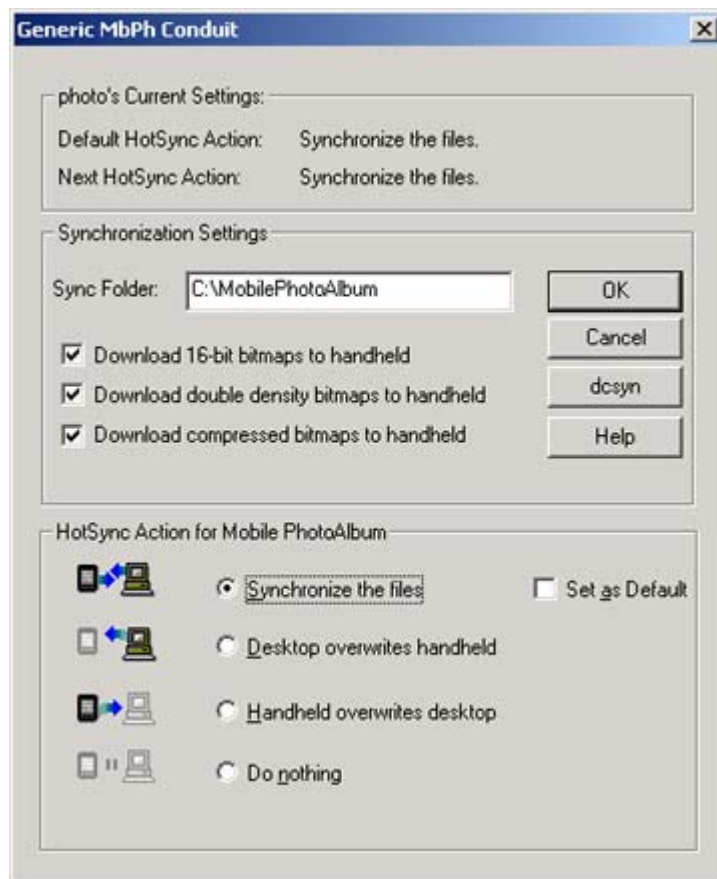 Generic MbPh Conduit
photo's Current Settings:
Default HotSync Action: Synchronize the files.
Next HotSync Action: Synchronize the files.
Synchronization Settings
Sync Folder: C:\MobilePhotoAlbum
OK
Cancel
Download 16-bit bitmaps to handheld
Download double density bitmaps to handheld
dcsyn
Download compressed bitmaps to handheld
Help
HotSync Action for Mobile PhotoAlbum
Synchronize the files Set as Default
Desktop overwrites handheld
Handheld overwrites desktop
Do nothing